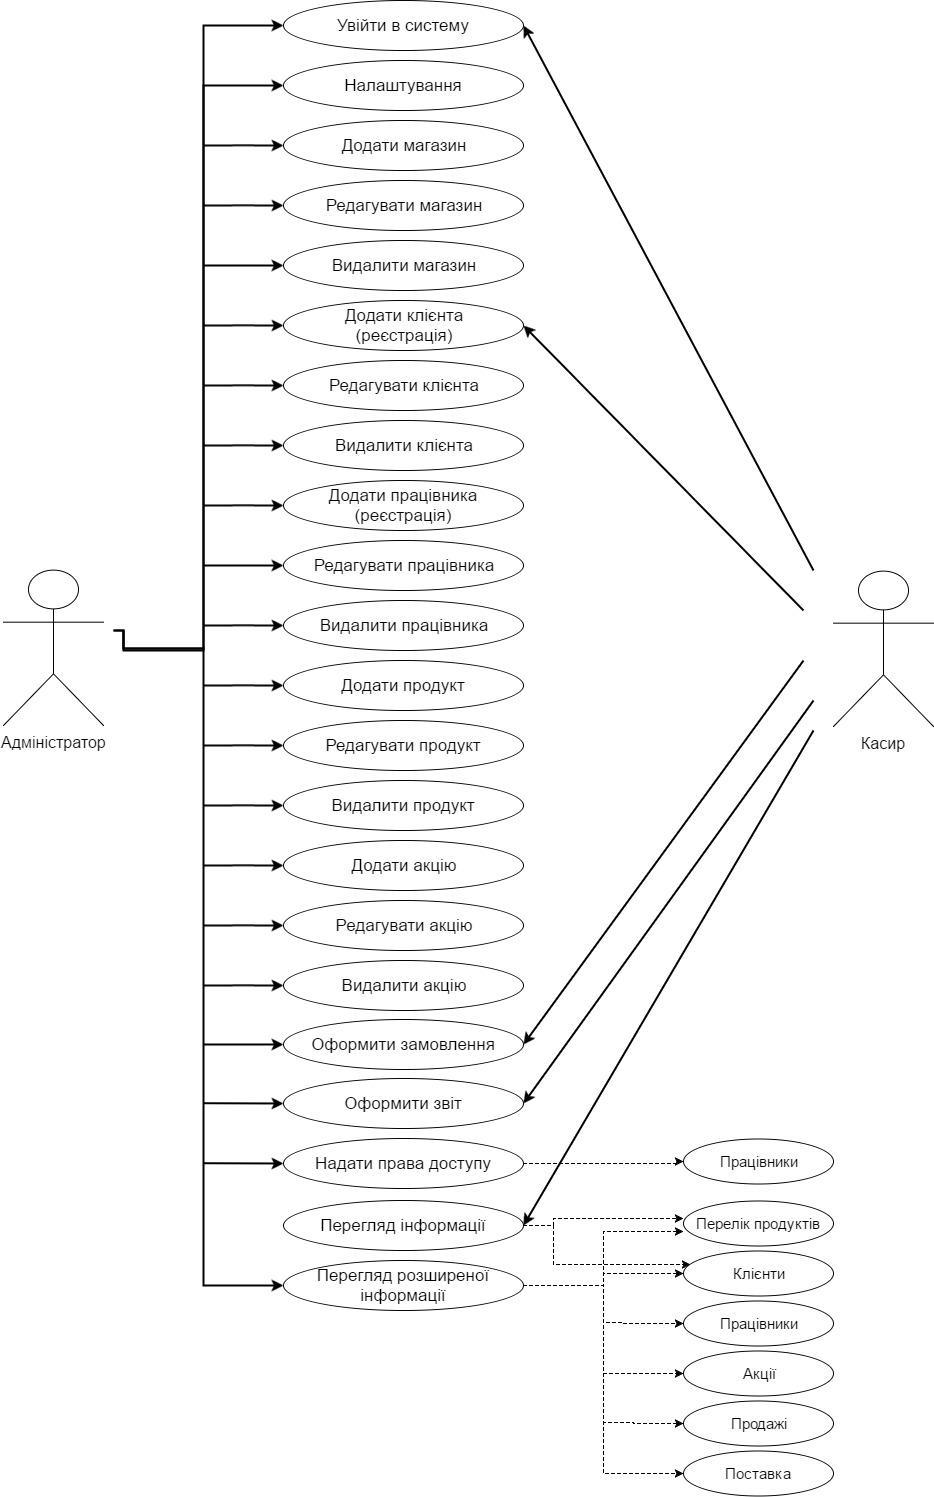 Увійти в систему
Налаштування
Додати магазин
Редагувати магазин
Видалити магазин
Додати клієнта
(реєстрація)
Редагувати клієнта
Видалити клієнта
Додати працівника
(реєстрація)
Редагувати працівника
Видалити працівника
Додати продукт
Редагувати продукт
Видалити продукт
Додати акцію
Редагувати акцію
Видалити акцію
Оформити замовлення
Оформити звіт
Надати права доступу
Перегляд інформації
Перегляд розширеної
інформації
Адміністратор
Касир
Працівники
Перелік продуктів
Клієнти
Працівники
Акції
Продажі
Поставка